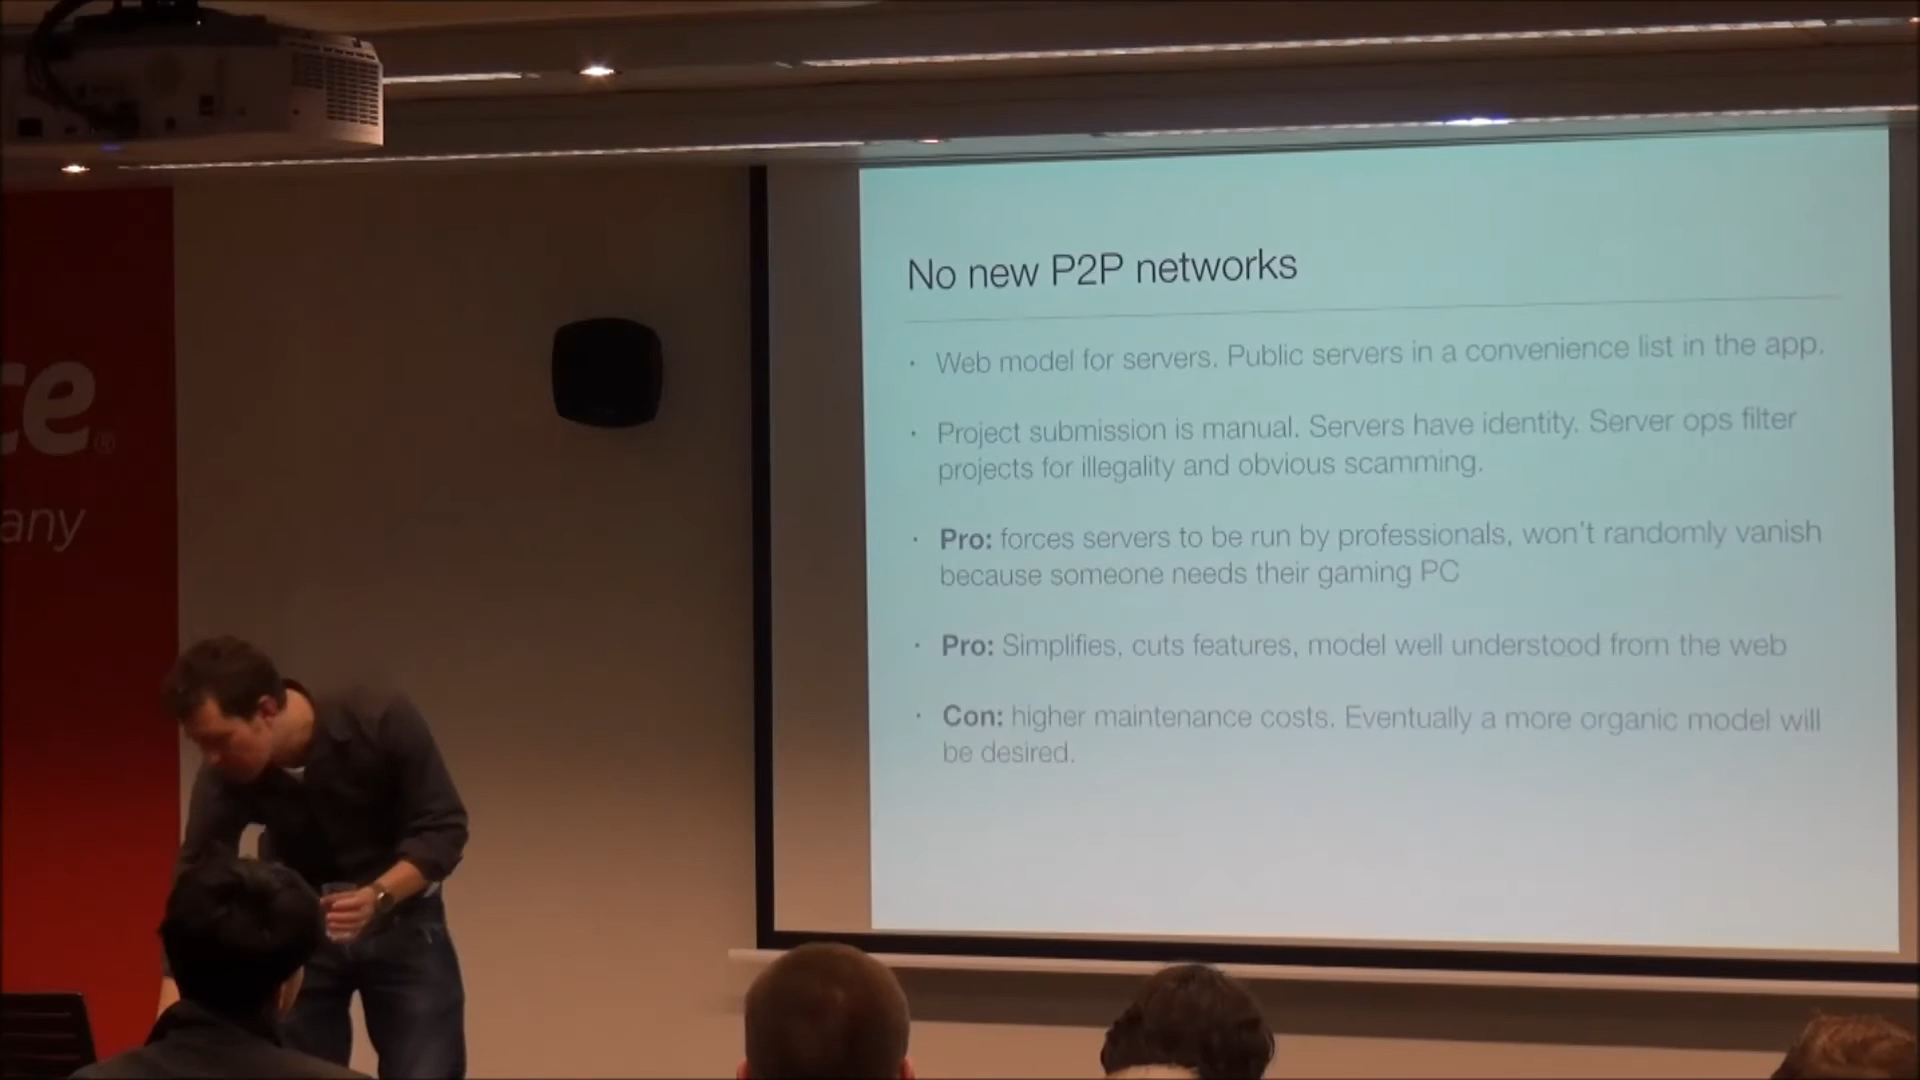 ce®
any
No new P2P networks
· Web model for servers. Public servers in a convenience list in the app.
· Project submission is manual. Servers have identity. Server ops filter
projects for illegality and obvious scamming.
· Pro: forces servers to be run by professionals, won't randomly vanish
because someone needs their gaming PC
· Pro: Simplifies, cuts features, model well understood from the web
· Con: higher maintenance costs. Eventually a more organic model will
be desired.